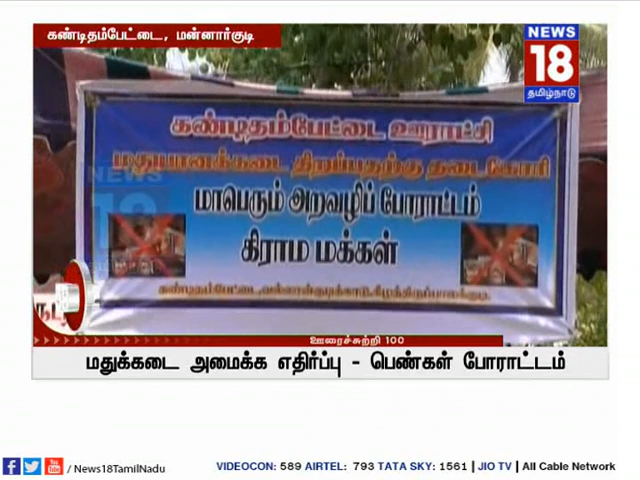 கண்டிதம்பேட்டை, மன்னார்குடி
NEWS
18
தமிழ்நாடு
கண்டிதம்பேட்டை ஊராட்சி
மதுபானக்கடை திறப்பதற்கு தடைகோரி
மாபெரும் அறவழிப் போராட்டம்
கிராம மக்கள்
NEWS
18
ஊரைச்சுற்றி 100
மதுக்கடை அமைக்க எதிர்ப்பு - பெண்கள் போராட்டம்
/ News18TamilNadu
VIDEOCON: 589 AIRTEL: 793 TATA SKY: 1561 | JIO TV | All Cable Network